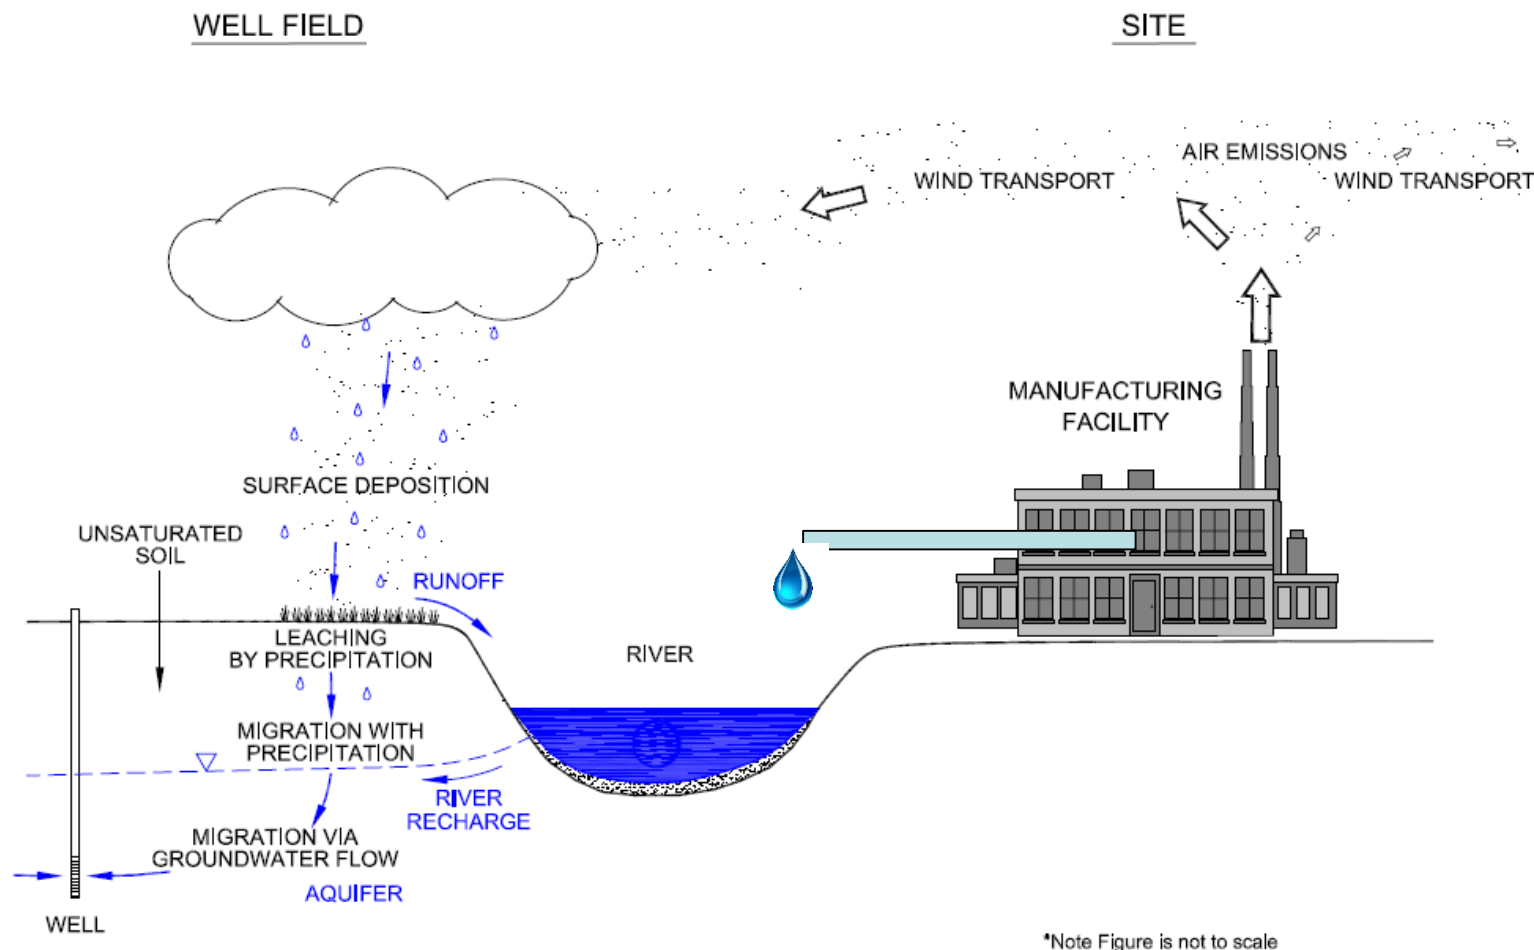 WELL FIELD
SITE
AIR EMISSIONS
WIND TRANSPORT
WIND TRANSPORT
MANUFACTURING
FACILITY
SURFACE DEPOSITION
UNSATURATED
SOIL
RUNOFF
LEACHING
BY PRECIPITATION
RIVER
MIGRATION WITH
PRECIPITATION
RIVER
RECHARGE
MIGRATION VIA
GROUNDWATER FLOW
AQUIFER
WELL
*Note Figure is not to scale